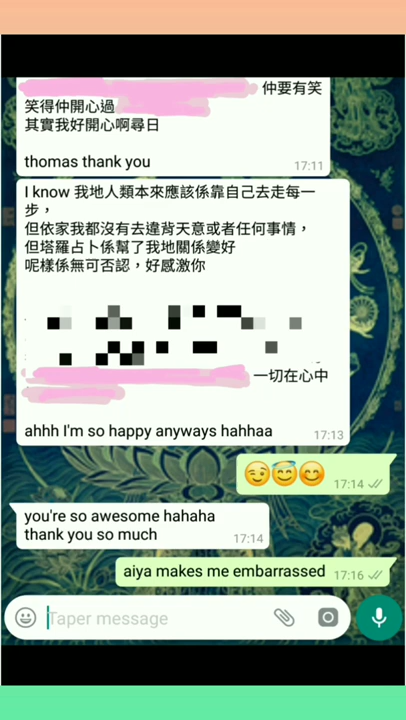 仲要有笑
笑得仲開心過
其實我好開心啊尋日
thomas thank you
17:11
I know 我地人類本來應該係靠自己去走每一
步，
但依家我都沒有去違背天意或者任何事情，
但塔羅占卜係幫了我地關係變好
呢樣係無可否認，好感激你
一切在心中
ahhh I'm so happy anyways hahhaa
17:13
😉😇😊
17:14
you're so awesome hahaha
thank you so much
17:14
aiya makes me embarrassed
17:16
Taper message